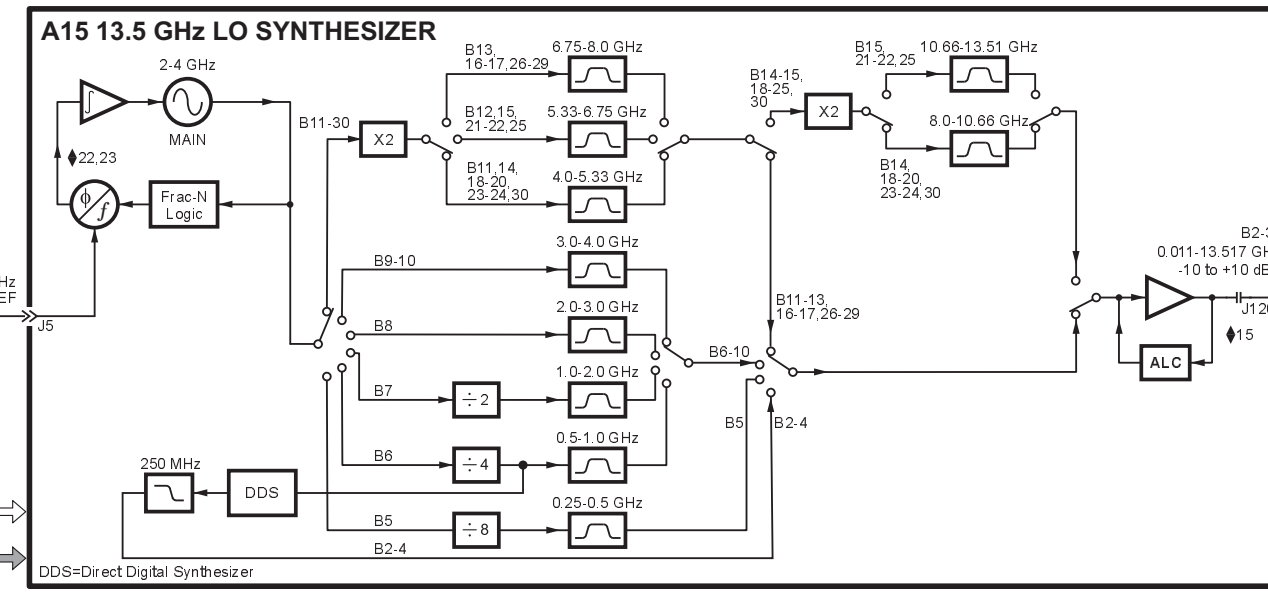 A15 13.5 GHz LO SYNTHESIZER
2-4 GHz
MAIN
22,23
ϕ/f
Frac-N
Logic
Hz
EF
J5
B11-30
X2
B13,
16-17,26-29
6.75-8.0 GHz
B12,15,
21-22,25
5.33-6.75 GHz
B11,14,
18-20,
23-24,30
4.0-5.33 GHz
B14-15,
18-25,
30
X2
B15,
21-22,25
10.66-13.51 GHz
8.0-10.66 GHz
B14,
18-20,
23-24,30
B9-10
3.0-4.0 GHz
B8
2.0-3.0 GHz
B7
÷2
1.0-2.0 GHz
B6
÷4
0.5-1.0 GHz
B5
÷8
0.25-0.5 GHz
B2-4
B6-10
B11-13,
16-17,26-29
B5
B2-4
250 MHz
DDS
B2-3
0.011-13.517 GH
-10 to +10 dB
J120
15
ALC
DDS=Direct Digital Synthesizer